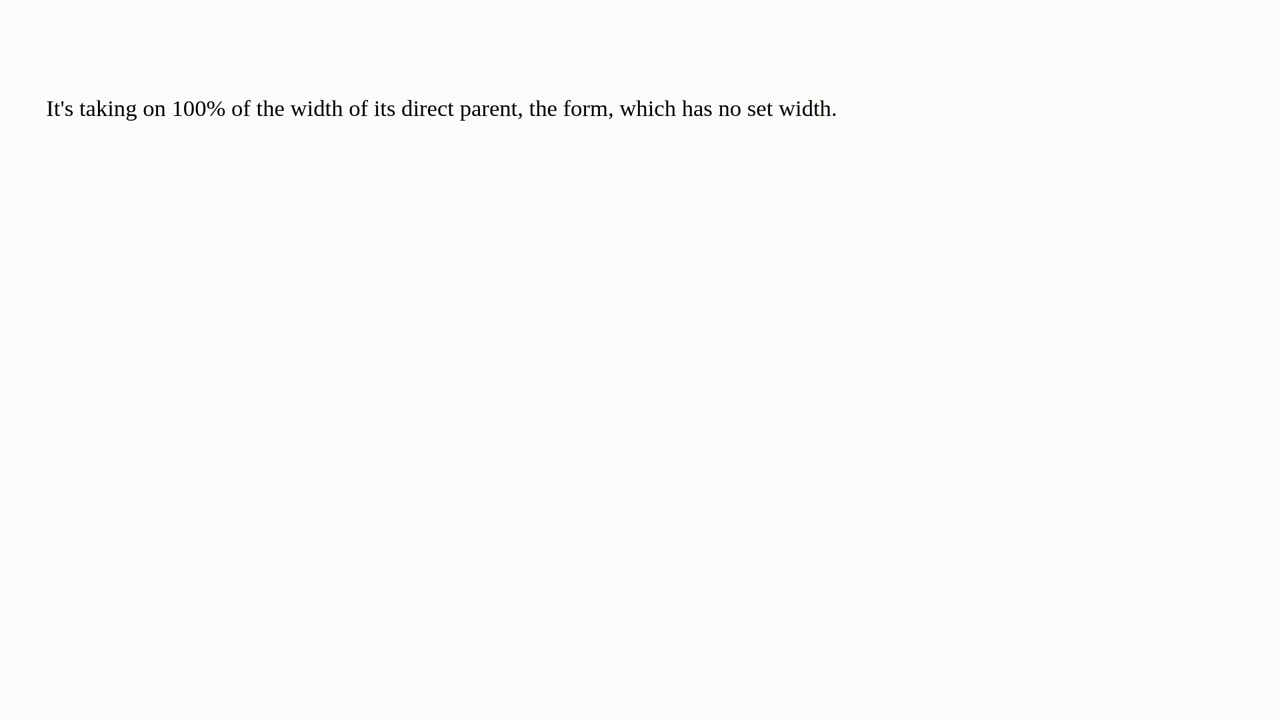 It's taking on 100% of the width of its direct parent, the form, which has no set width.